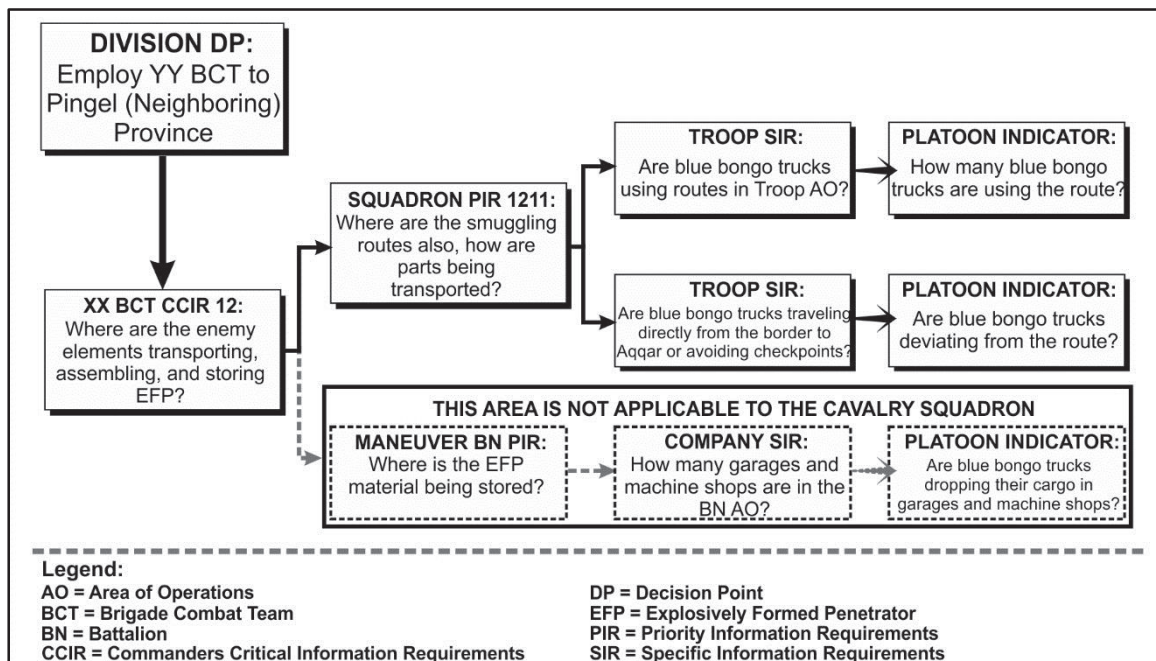 DIVISION DP:
Employ YY BCT to
Pingel (Neighboring)
Province
XX BCT CCIR 12:
Where are the enemy
elements transporting,
assembling, and storing
EFP?
SQUADRON PIR 1211:
Where are the smuggling
routes also, how are
parts being
transported?
TROOP SIR:
Are blue bongo trucks
using routes in Troop AO?
PLATOON INDICATOR:
How many blue bongo
trucks are using the route?
TROOP SIR:
Are blue bongo trucks traveling
directly from the border to
Aqqar or avoiding checkpoints?
PLATOON INDICATOR:
Are blue bongo trucks
deviating from the route?
THIS AREA IS NOT APPLICABLE TO THE CAVALRY SQUADRON
MANEUVER BN PIR:
Where is the EFP
material being stored?
COMPANY SIR:
How many garages and
machine shops are in the
BN AO?
PLATOON INDICATOR:
Are blue bongo trucks
dropping their cargo in
garages and machine shops?
Legend:
AO = Area of Operations
BCT = Brigade Combat Team
BN = Battalion
CCIR = Commanders Critical Information Requirements
DP = Decision Point
EFP = Explosively Formed Penetrator
PIR = Priority Information Requirements
SIR = Specific Information Requirements